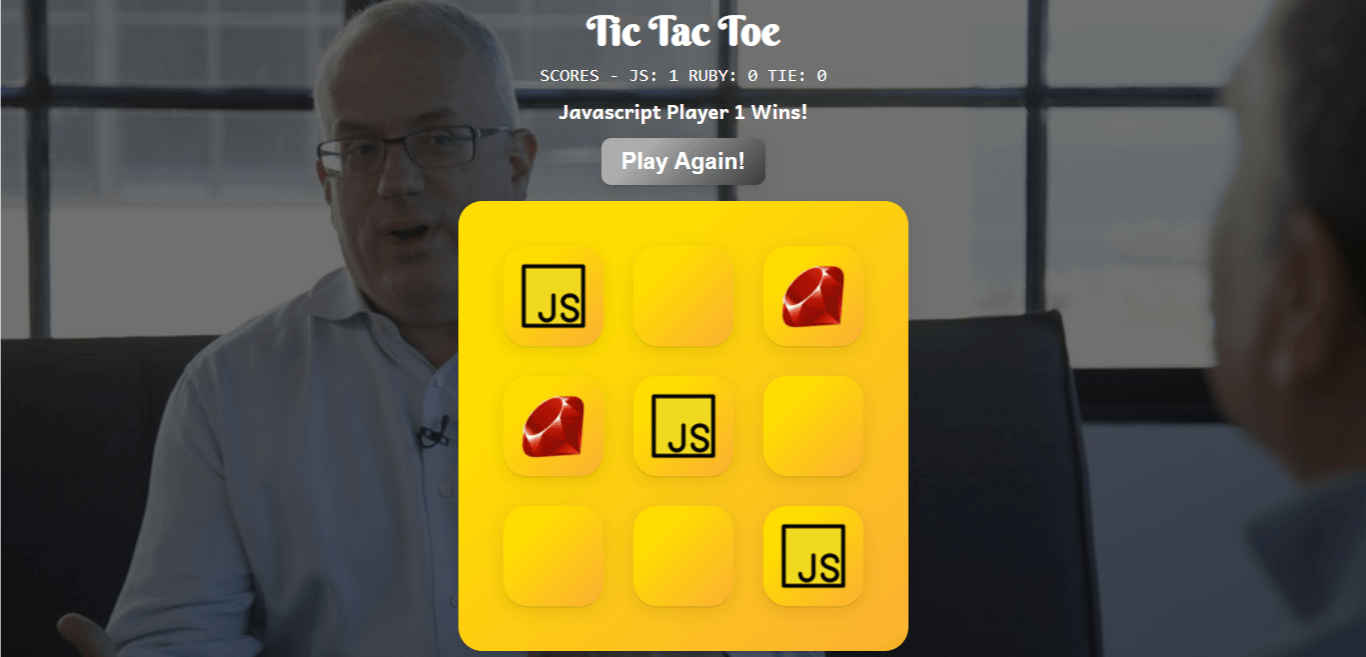 Tic Tac Toe
SCORES - JS: 1 RUBY: 0 TIE: 0
Javascript Player 1 Wins!
Play Again!
JS
JS
JS